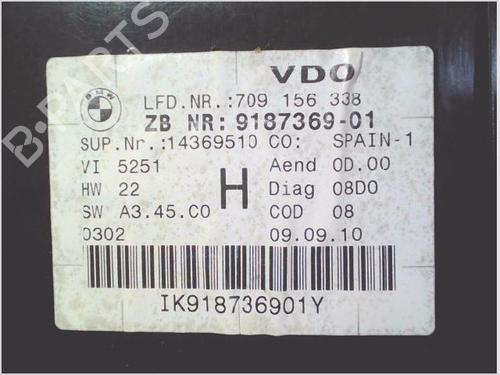 VDO
BMW
LFD.NR.:709 156 338
ZB NR: 9187369-01
SUP.Nr.:14369510 CO: SPAIN-1
VI 5251 Aend 0D.00
HW 22 H Diag 08D0
SW A3.45.C0 COD 08
0302 09.09.10
IK918736901Y
B-PARTS